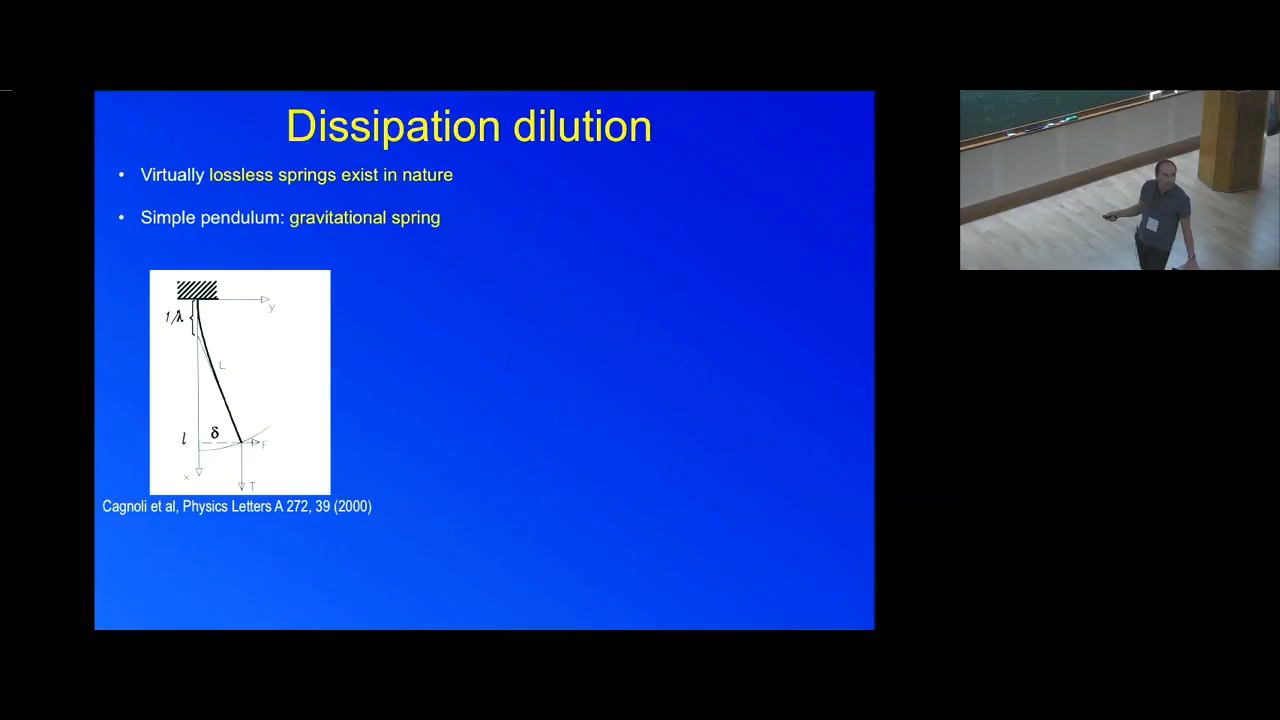 Dissipation dilution
• Virtually lossless springs exist in nature
• Simple pendulum: gravitational spring
y
1/λ
L
l
δ
F
x
T
Cagnoli et al, Physics Letters A 272, 39 (2000)